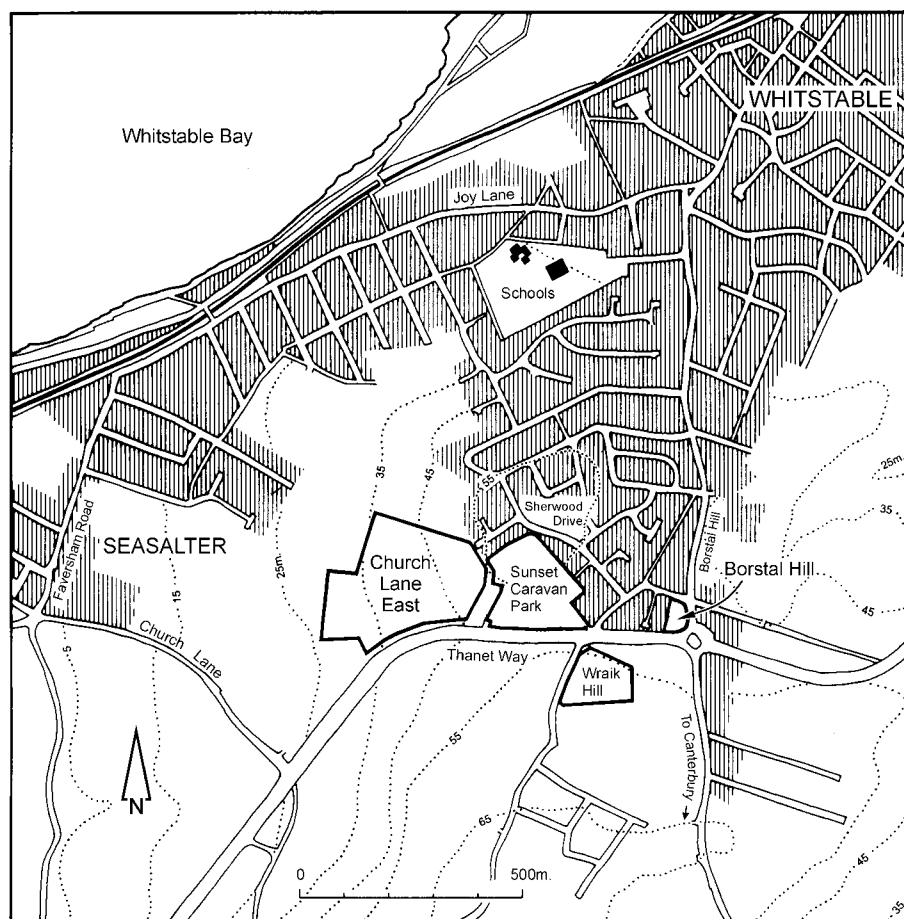 WHITSTABLE
Whitstable Bay
Joy Lane
Schools
25m.
35
35
45
55
Sherwood
Drive
Borstal Hill
Faversham Road
SEASALTER
15
25m.
Church
Lane
East
Sunset
Caravan
Park
Borstal Hill
45
Church Lane
5
Thanet Way
Wraik
Hill
55
To Canterbury
N
65
45
0 500m.
35